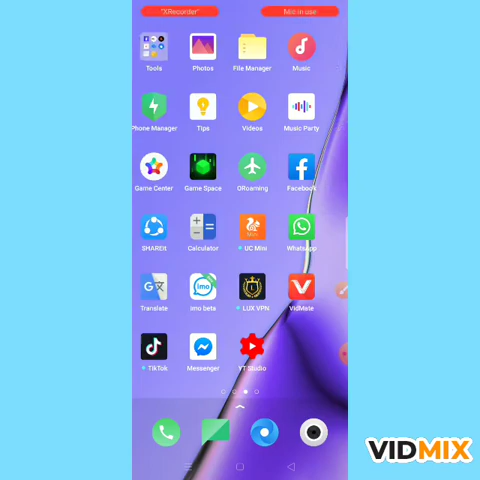 "XRecorder"
Mic in use
Tools
Photos
File Manager
Music
Phone Manager
Tips
Videos
Music Party
Game Center
Game Space
ORoaming
Facebook
SHAREit
Calculator
UC Mini
WhatsApp
Translate
imo beta
LUX VPN
VidMate
TikTok
Messenger
YT Studio
VIDMIX